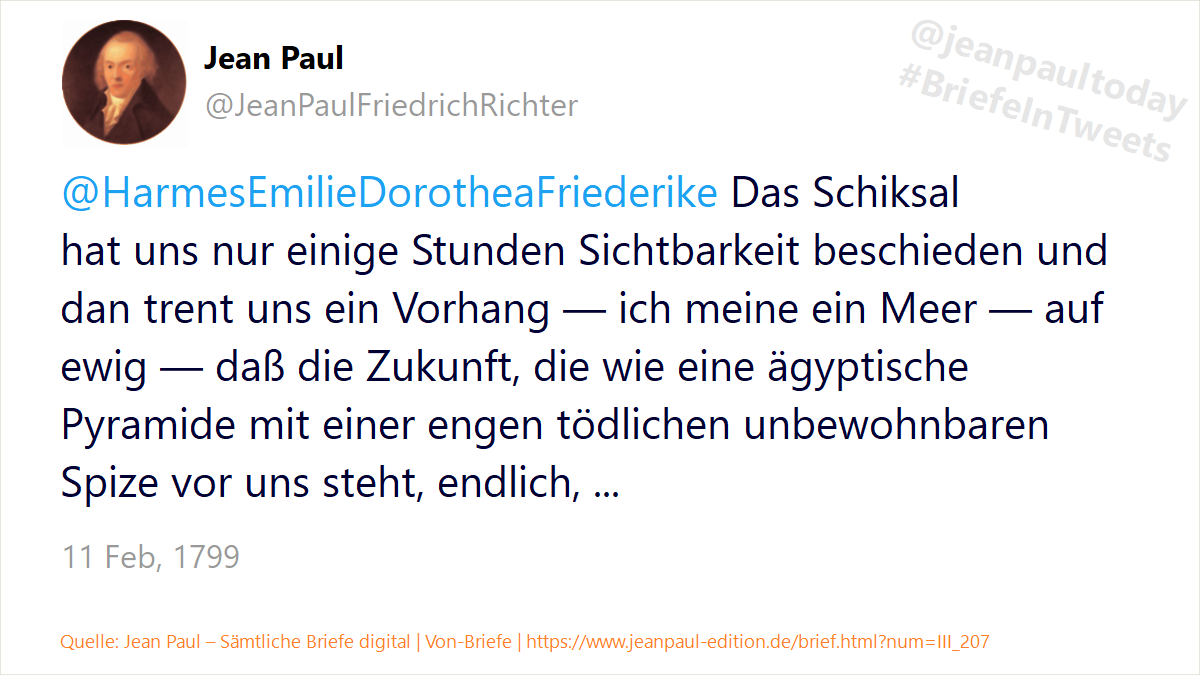 Jean Paul
@JeanPaulFriedrichRichter
@jeanpaultoday
#BriefeInTweets
@HarmesEmilieDorotheaFriederike Das Schiksal
hat uns nur einige Stunden Sichtbarkeit beschieden und
dan trent uns ein Vorhang — ich meine ein Meer — auf
ewig — daß die Zukunft, die wie eine ägyptische
Pyramide mit einer engen tödlichen unbewohnbaren
Spize vor uns steht, endlich, ...
11 Feb, 1799
Quelle: Jean Paul – Sämtliche Briefe digital | Von-Briefe | https://www.jeanpaul-edition.de/brief.html?num=III_207